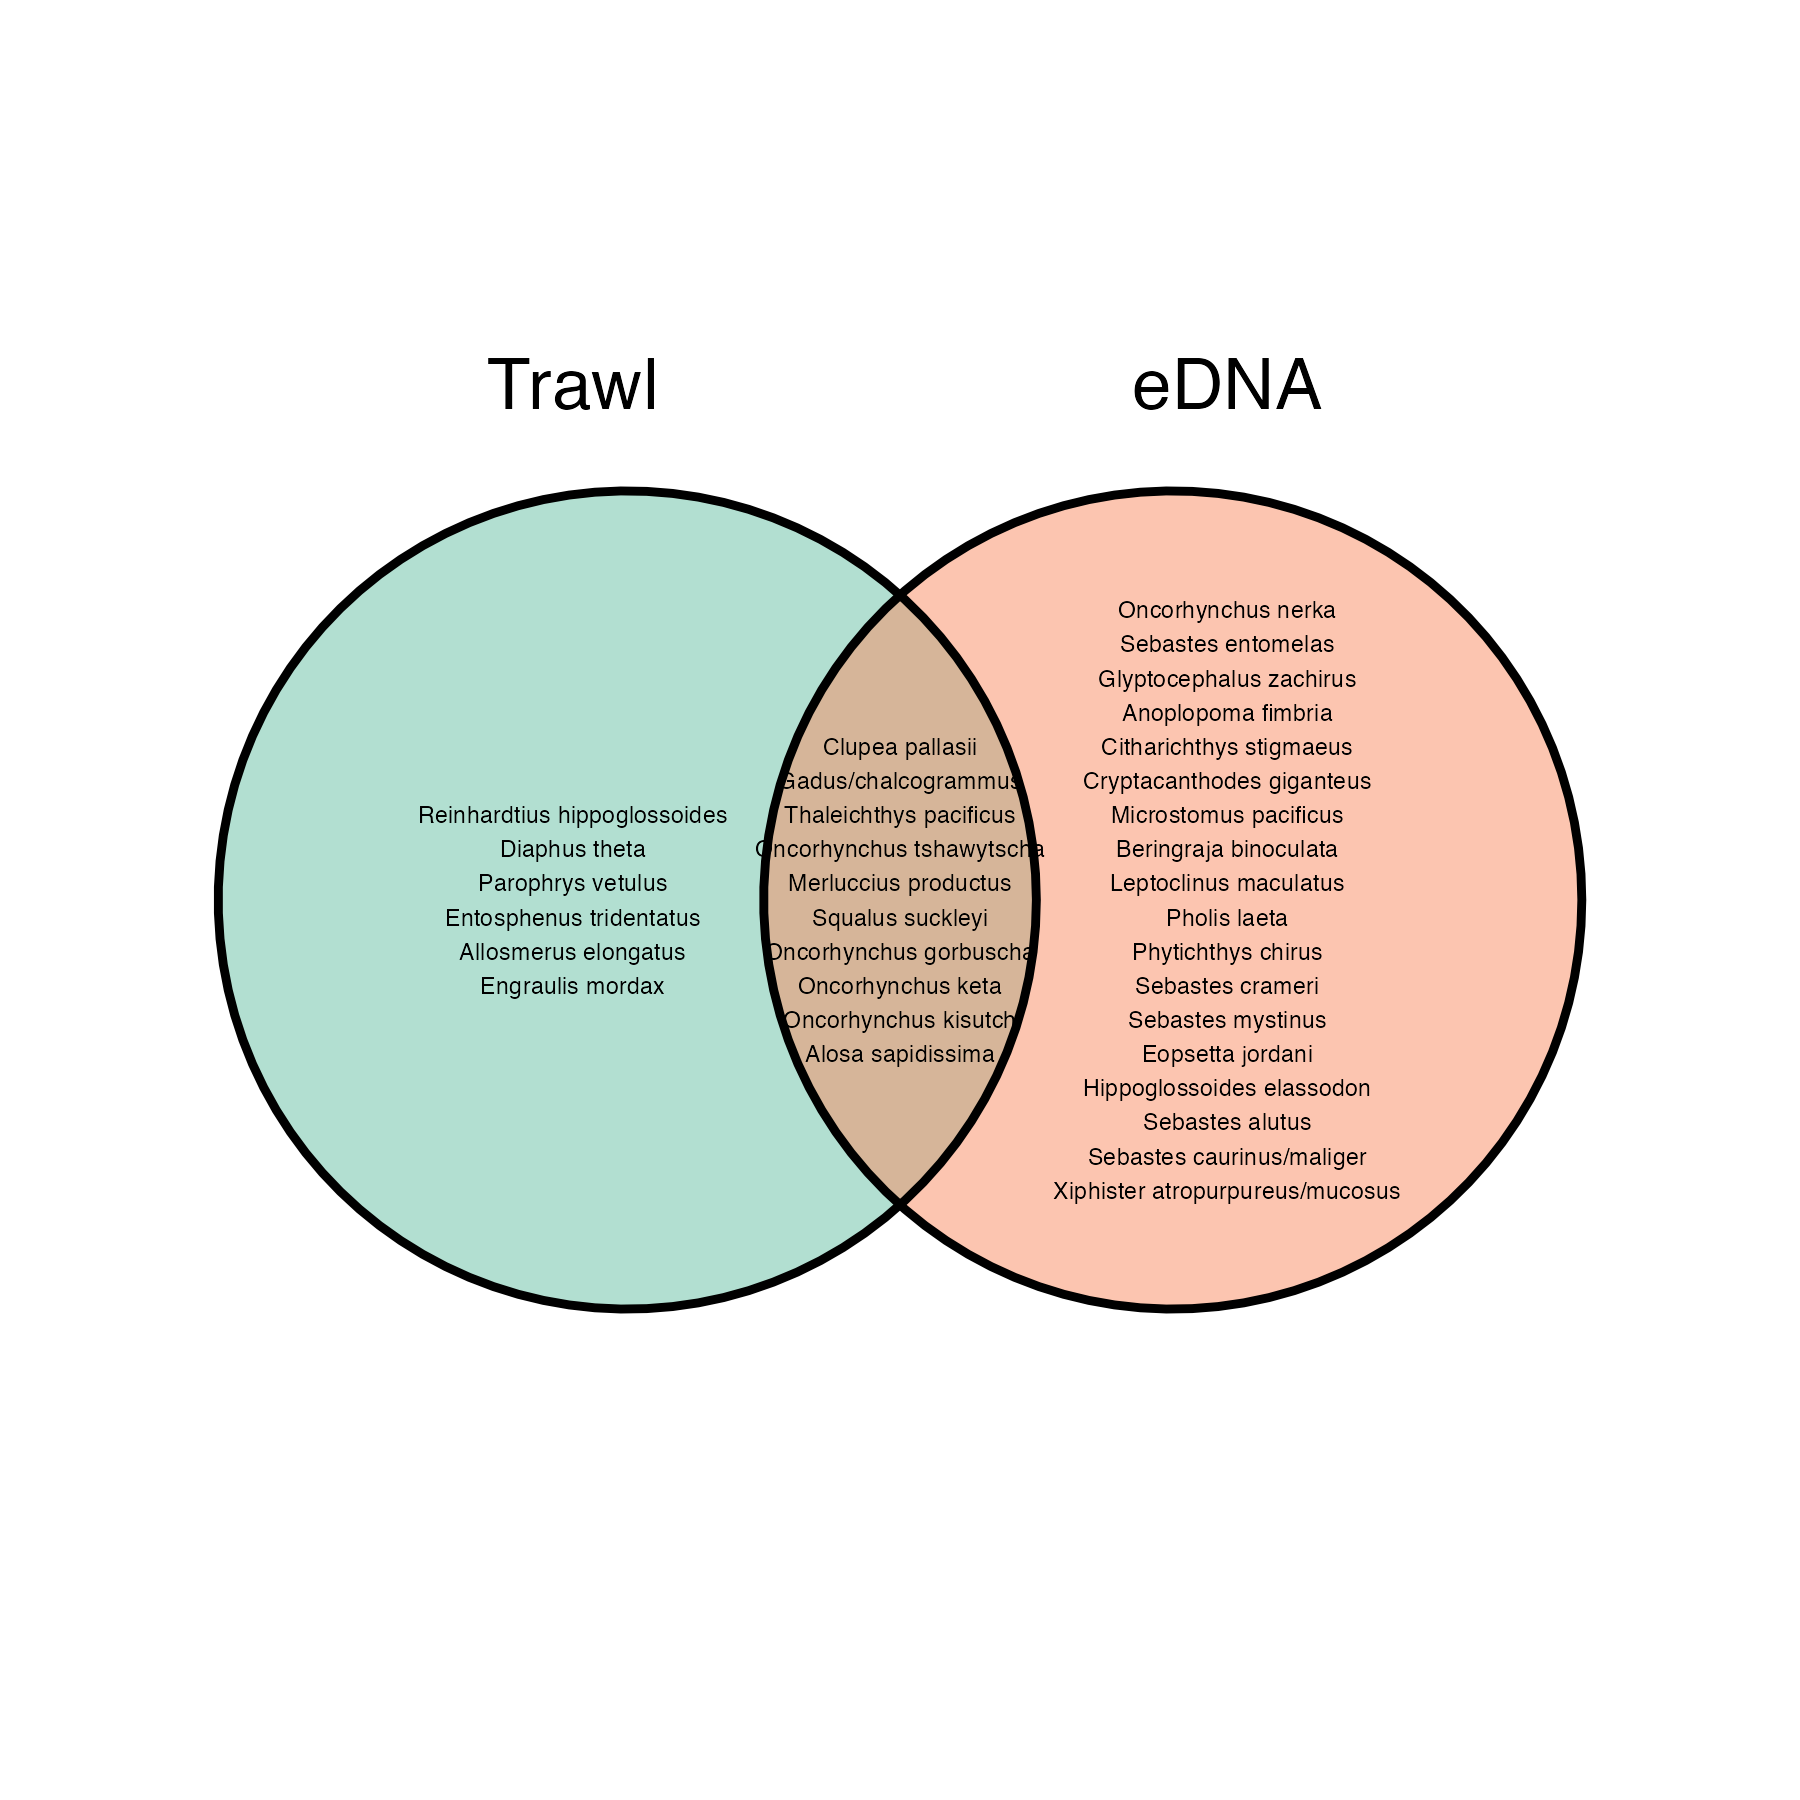 Trawl
eDNA
Reinhardtius hippoglossoides
Diaphus theta
Parophrys vetulus
Entosphenus tridentatus
Allosmerus elongatus
Engraulis mordax
Clupea pallasii
Gadus/chalcogrammus
Thaleichthys pacificus
Oncorhynchus tshawytscha
Merluccius productus
Squalus suckleyi
Oncorhynchus gorbuscha
Oncorhynchus keta
Oncorhynchus kisutch
Alosa sapidissima
Oncorhynchus nerka
Sebastes entomelas
Glyptocephalus zachirus
Anoplopoma fimbria
Citharichthys stigmaeus
Cryptacanthodes giganteus
Microstomus pacificus
Beringraja binoculata
Leptoclinus maculatus
Pholis laeta
Phytichthys chirus
Sebastes crameri
Sebastes mystinus
Eopsetta jordani
Hippoglossoides elassodon
Sebastes alutus
Sebastes caurinus/maliger
Xiphister atropurpureus/mucosus